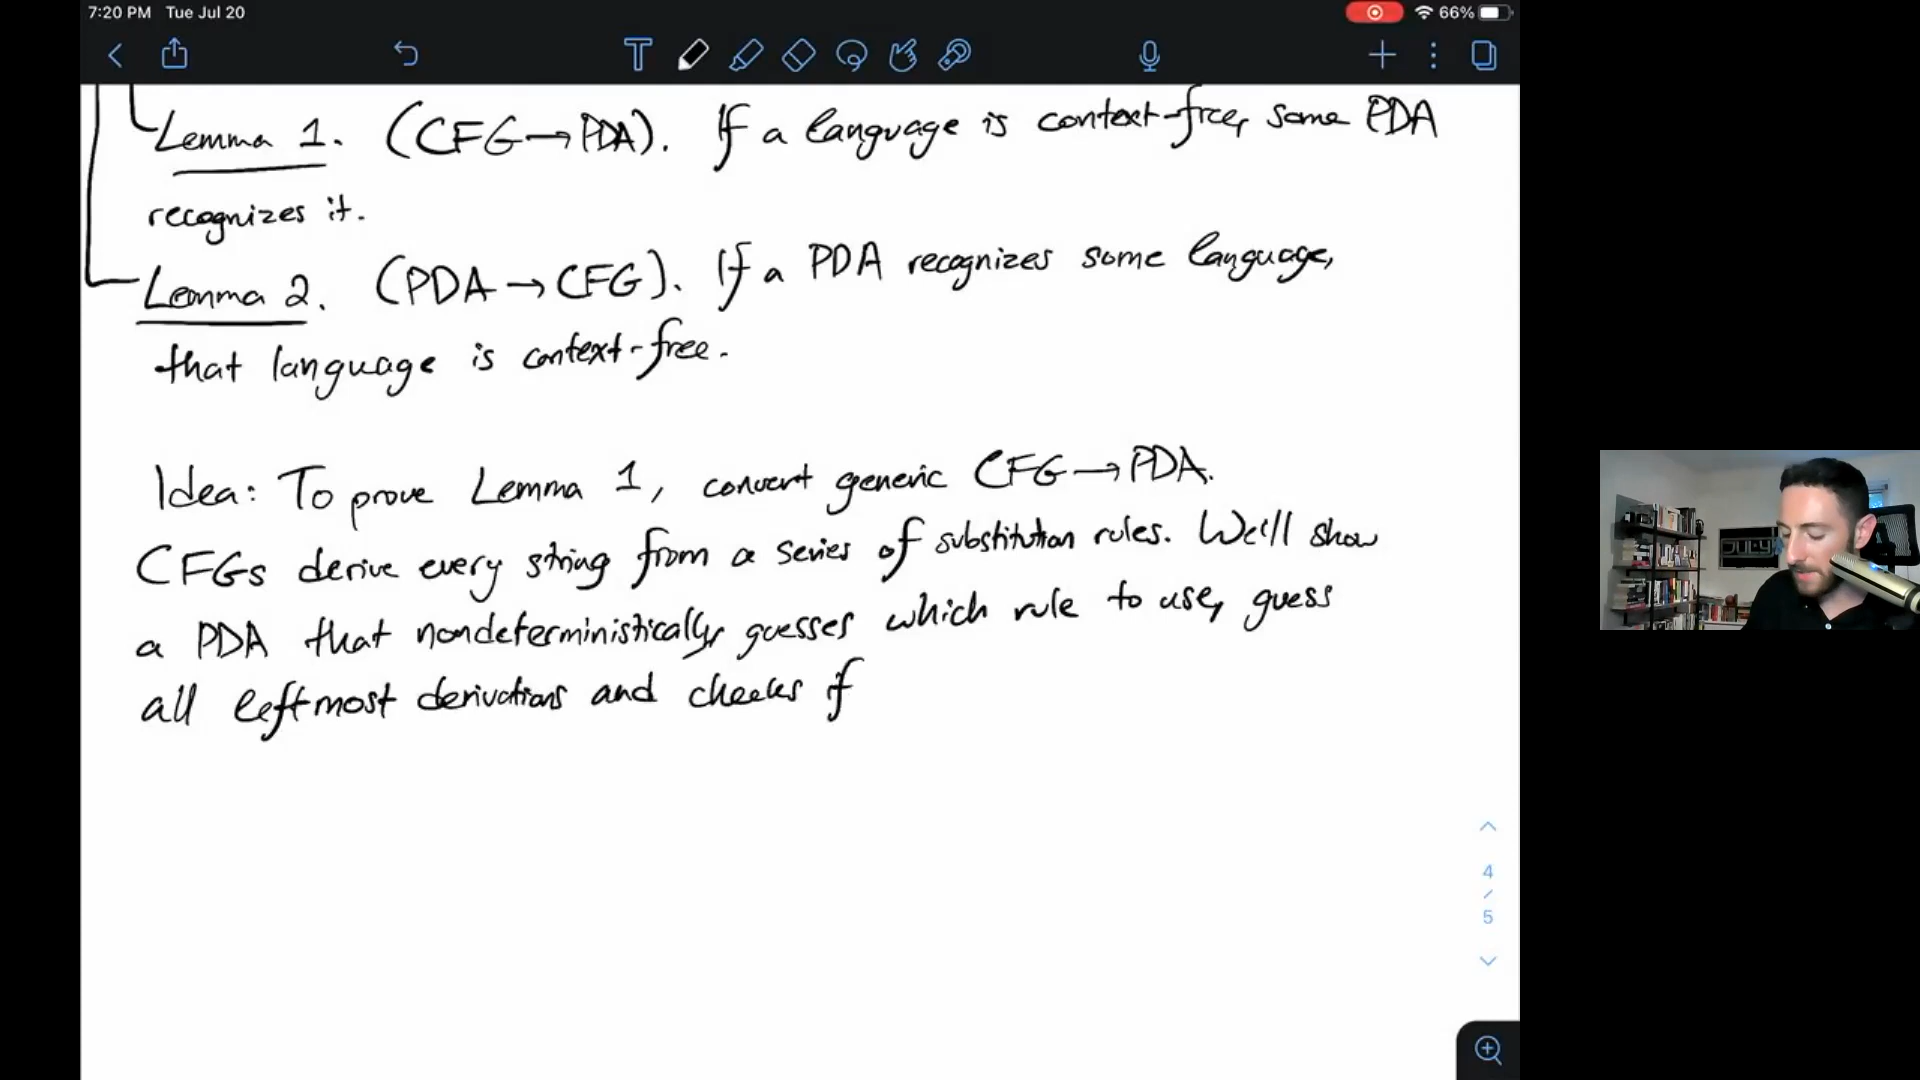 7:20 PM Tue Jul 20
66%
Lemma 1. (CFG→PDA). If a language is context-free, some PDA
recognizes it.
Lemma 2. (PDA→CFG). If a PDA recognizes some language,
that language is context-free.
Idea: To prove Lemma 1, convert generic CFG→PDA.
CFGs derive every string from a series of substitution rules. We'll show
a PDA that nondeterministically guesses which rule to use, guess
all leftmost derivations and checks if
4
/
5